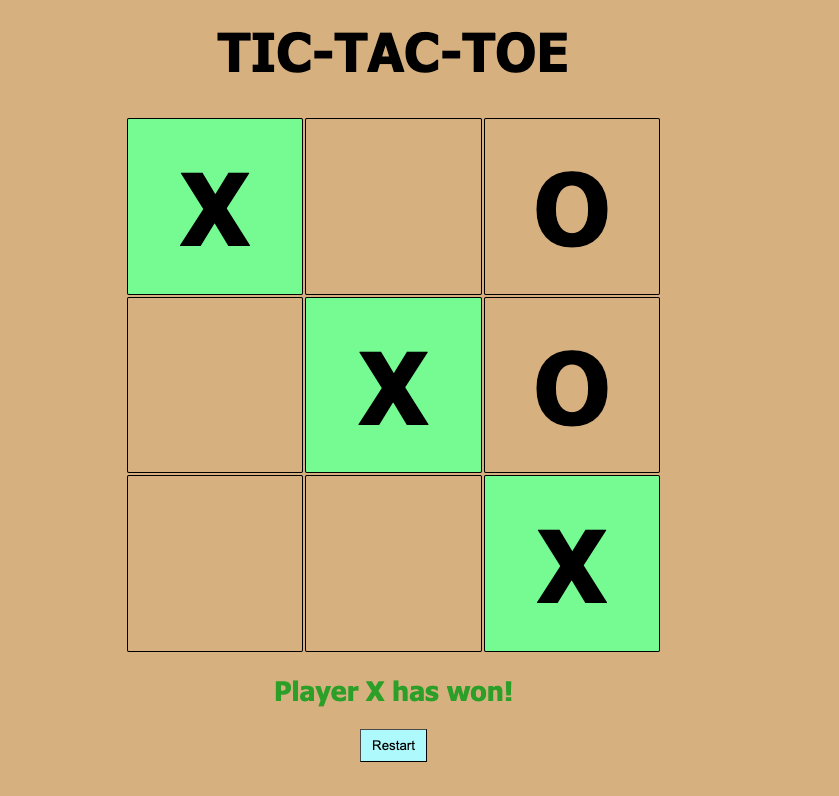 TIC-TAC-TOE
X O
X O
X
Player X has won!
Restart